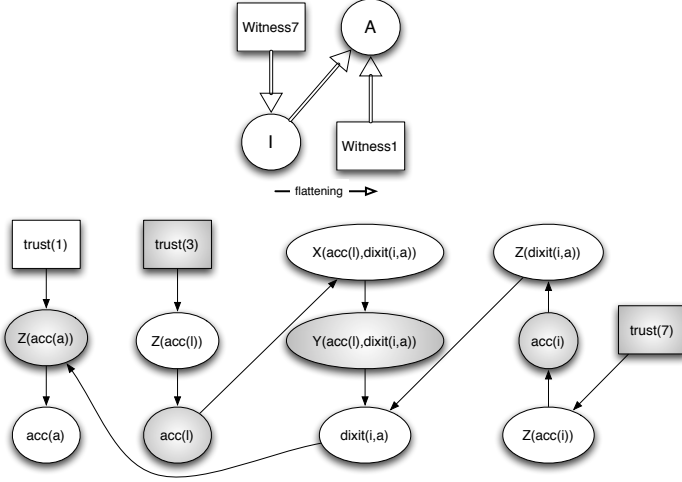 Witness7
A
I
Witness1
flattening
trust(1)
trust(3)
X(acc(l),dixit(i,a))
Z(dixit(i,a))
Z(acc(a))
Z(acc(l))
Y(acc(l),dixit(i,a))
acc(i)
trust(7)
acc(a)
acc(l)
dixit(i,a)
Z(acc(i))